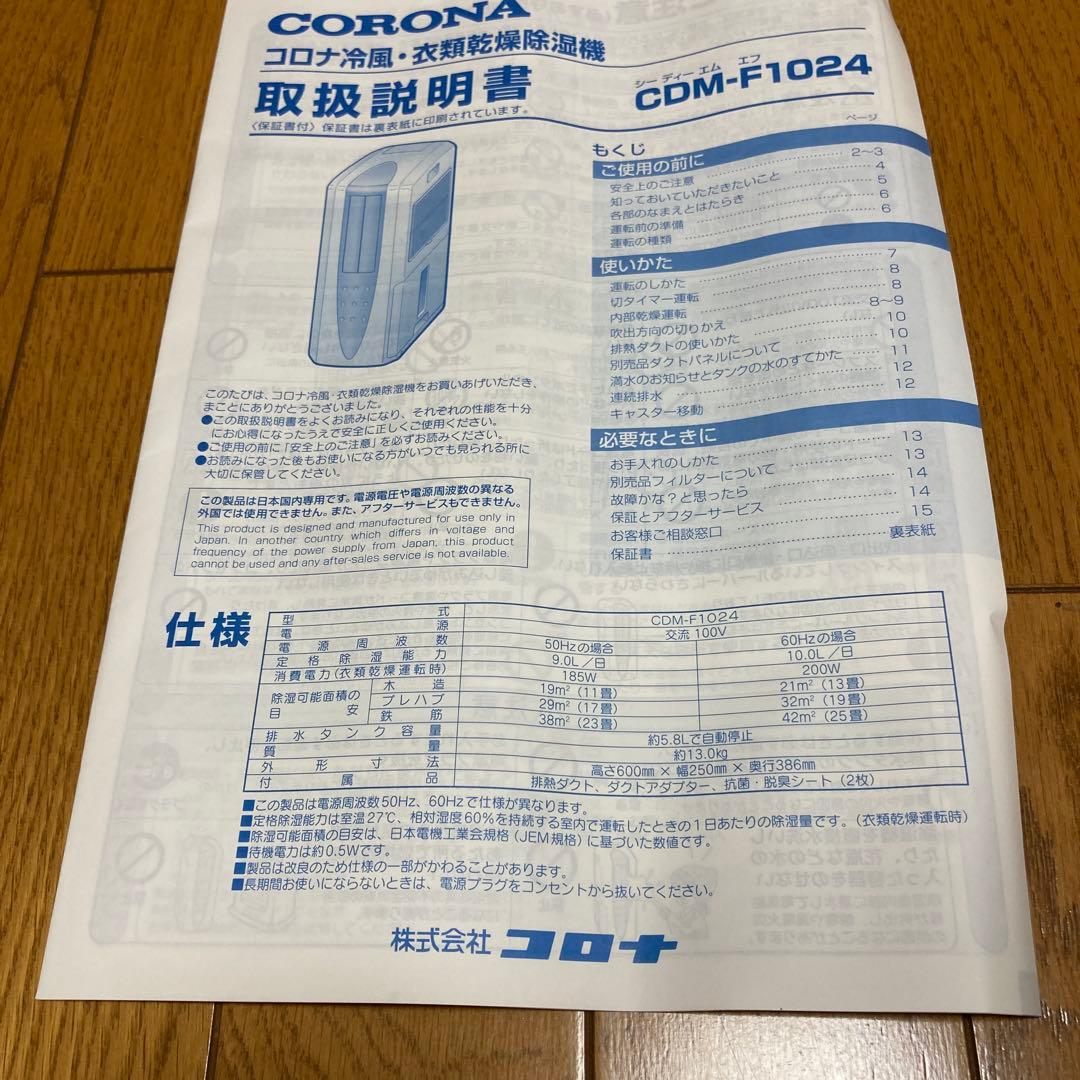 CORONA
コロナ冷風・衣類乾燥除湿機
取扱説明書
シー ディー エム エフ
CDM-F1024
〈保証書付〉保証書は裏表紙に印刷されています。
ページ
もくじ
ご使用の前に
安全上のご注意 2〜3
知っておいていただきたいこと 4
各部のなまえとはたらき 5
運転前の準備 6
運転の種類 6
使いかた
運転のしかた 7
切タイマー運転 8
内部乾燥運転 8
吹出方向の切りかえ 8〜9
排熱ダクトの使いかた 10
別売品ダクトパネルについて 10
満水のお知らせとタンクの水のすてかた 11
連続排水 12
キャスター移動 12
必要なときに
お手入れのしかた 13
別売品フィルターについて 13
故障かな?と思ったら 14
保証とアフターサービス 14
お客様ご相談窓口 15
保証書 裏表紙
このたびは、コロナ冷風・衣類乾燥除湿機をお買いあげいただき、
まことにありがとうございました。
●この取扱説明書をよくお読みになり、それぞれの性能を十分
にお心得になったうえで安全に正しくご使用ください。
●ご使用の前に「安全上のご注意」を必ずお読みください。
●お読みになった後もお使いになる方がいつでも見られる所に
大切に保管してください。
この製品は日本国内専用です。電源電圧や電源周波数の異なる
外国では使用できません。また、アフターサービスもできません。
This product is designed and manufactured for use only in
Japan. In another country which differs in voltage and
frequency of the power supply from Japan, this product
cannot be used and any after-sales service is not available.
仕様
型式 CDM-F1024
電源 交流 100V
電源周波数 50Hzの場合 60Hzの場合
定格除湿能力 9.0L/日 10.0L/日
消費電力(衣類乾燥運転時) 185W 200W
除湿可能面積の目安 木造 19m²(11畳) 21m²(13畳)
プレハブ 29m²(17畳) 32m²(19畳)
鉄筋 38m²(23畳) 42m²(25畳)
排水タンク容量 約5.8Lで自動停止
質量 約13.0kg
外形寸法 高さ600mm × 幅250mm × 奥行386mm
付属品 排熱ダクト、ダクトアダプター、抗菌・脱臭シート(2枚)
■この製品は電源周波数50Hz、60Hzで仕様が異なります。
■定格除湿能力は室温27℃、相対湿度60%を持続する室内で運転したときの1日あたりの除湿量です。(衣類乾燥運転時)
■除湿可能面積の目安は、日本電機工業会規格(JEM規格)に基づいた数値です。
■待機電力は約0.5Wです。
■製品は改良のため仕様の一部がかわることがあります。
■長期間お使いにならないときは、電源プラグをコンセントから抜いてください。
株式会社 コロナ